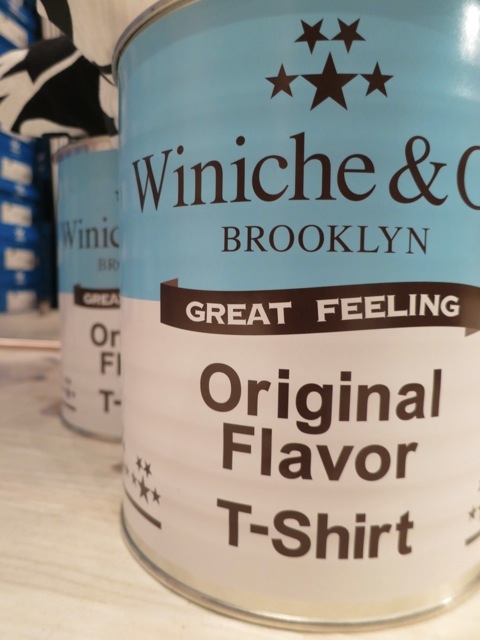 Winiche &
BROOKLYN
GREAT FEELING
Original
Flavor
T-Shirt